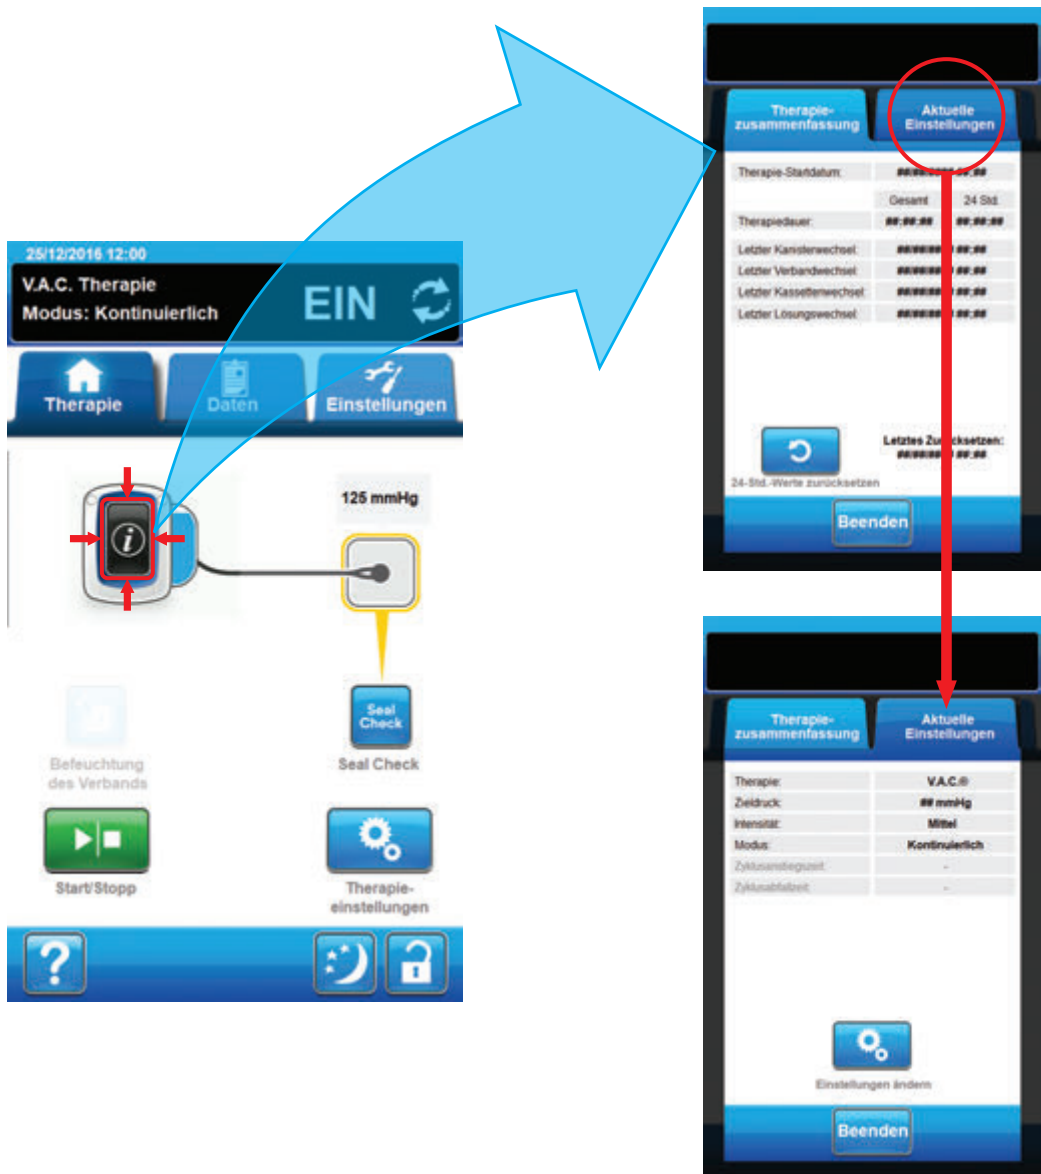 25/12/2016 12:00
V.A.C. Therapie
Modus: Kontinuierlich
EIN
Therapie
Daten
Einstellungen
i
125 mmHg
Seal
Check
Befeuchtung
des Verbands
Seal Check
Start/Stopp
Therapie-
einstellungen
?
Therapie-
zusammenfassung
Aktuelle
Einstellungen
Therapie-Startdatum:
Gesamt 24 Std.
Therapiedauer: ##:##:## ##:##:##
Letzter Kanisterwechsel:
Letzter Verbandwechsel:
Letzter Kassettenwechsel:
Letzter Lösungswechsel:
Letztes Zurücksetzen:
24-Std.-Werte zurücksetzen
Beenden
Therapie-
zusammenfassung
Aktuelle
Einstellungen
Therapie: V.A.C.®
Zieldruck: ## mmHg
Intensität: Mittel
Modus: Kontinuierlich
Zyklusanstiegszeit: -
Zyklusabfallzeit: -
Einstellungen ändern
Beenden